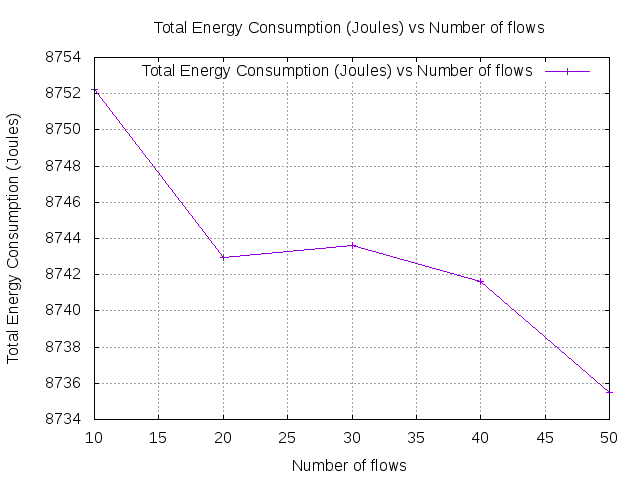 Total Energy Consumption (Joules) vs Number of flows
Total Energy Consumption (Joules) vs Number of flows
Total Energy Consumption (Joules)
8754
8752
8750
8748
8746
8744
8742
8740
8738
8736
8734
10 15 20 25 30 35 40 45 50
Number of flows